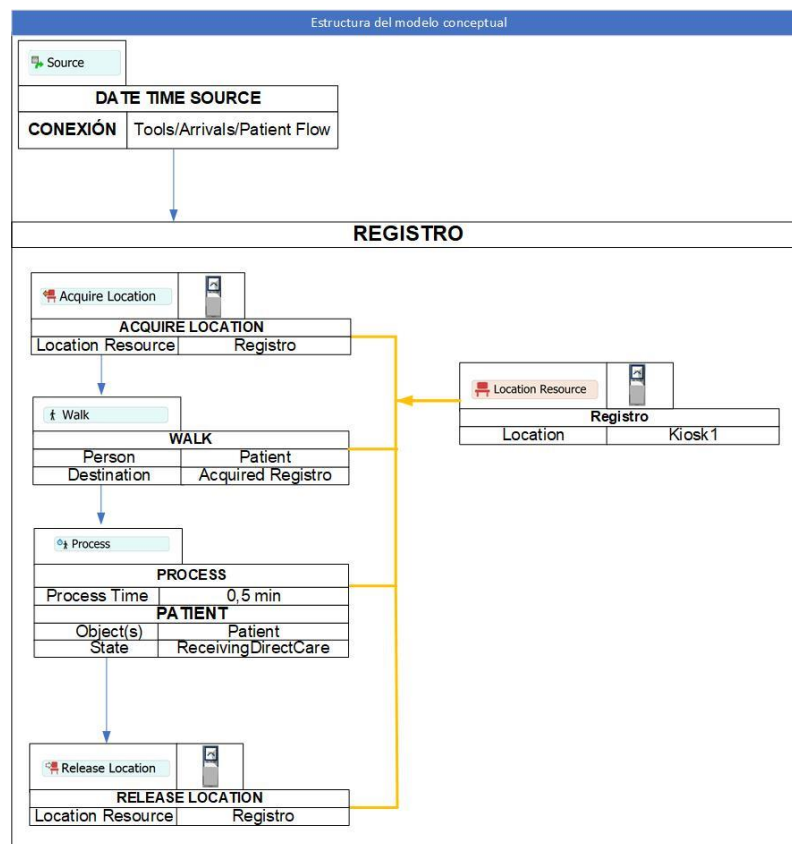 Estructura del modelo conceptual
Source
DATE TIME SOURCE
CONEXIÓN Tools/Arrivals/Patient Flow
REGISTRO
Acquire Location
ACQUIRE LOCATION
Location Resource Registro
Location Resource
Registro
Location Kiosk1
Walk
WALK
Person Patient
Destination Acquired Registro
Process
PROCESS
Process Time 0,5 min
PATIENT
Object(s) Patient
State ReceivingDirectCare
Release Location
RELEASE LOCATION
Location Resource Registro